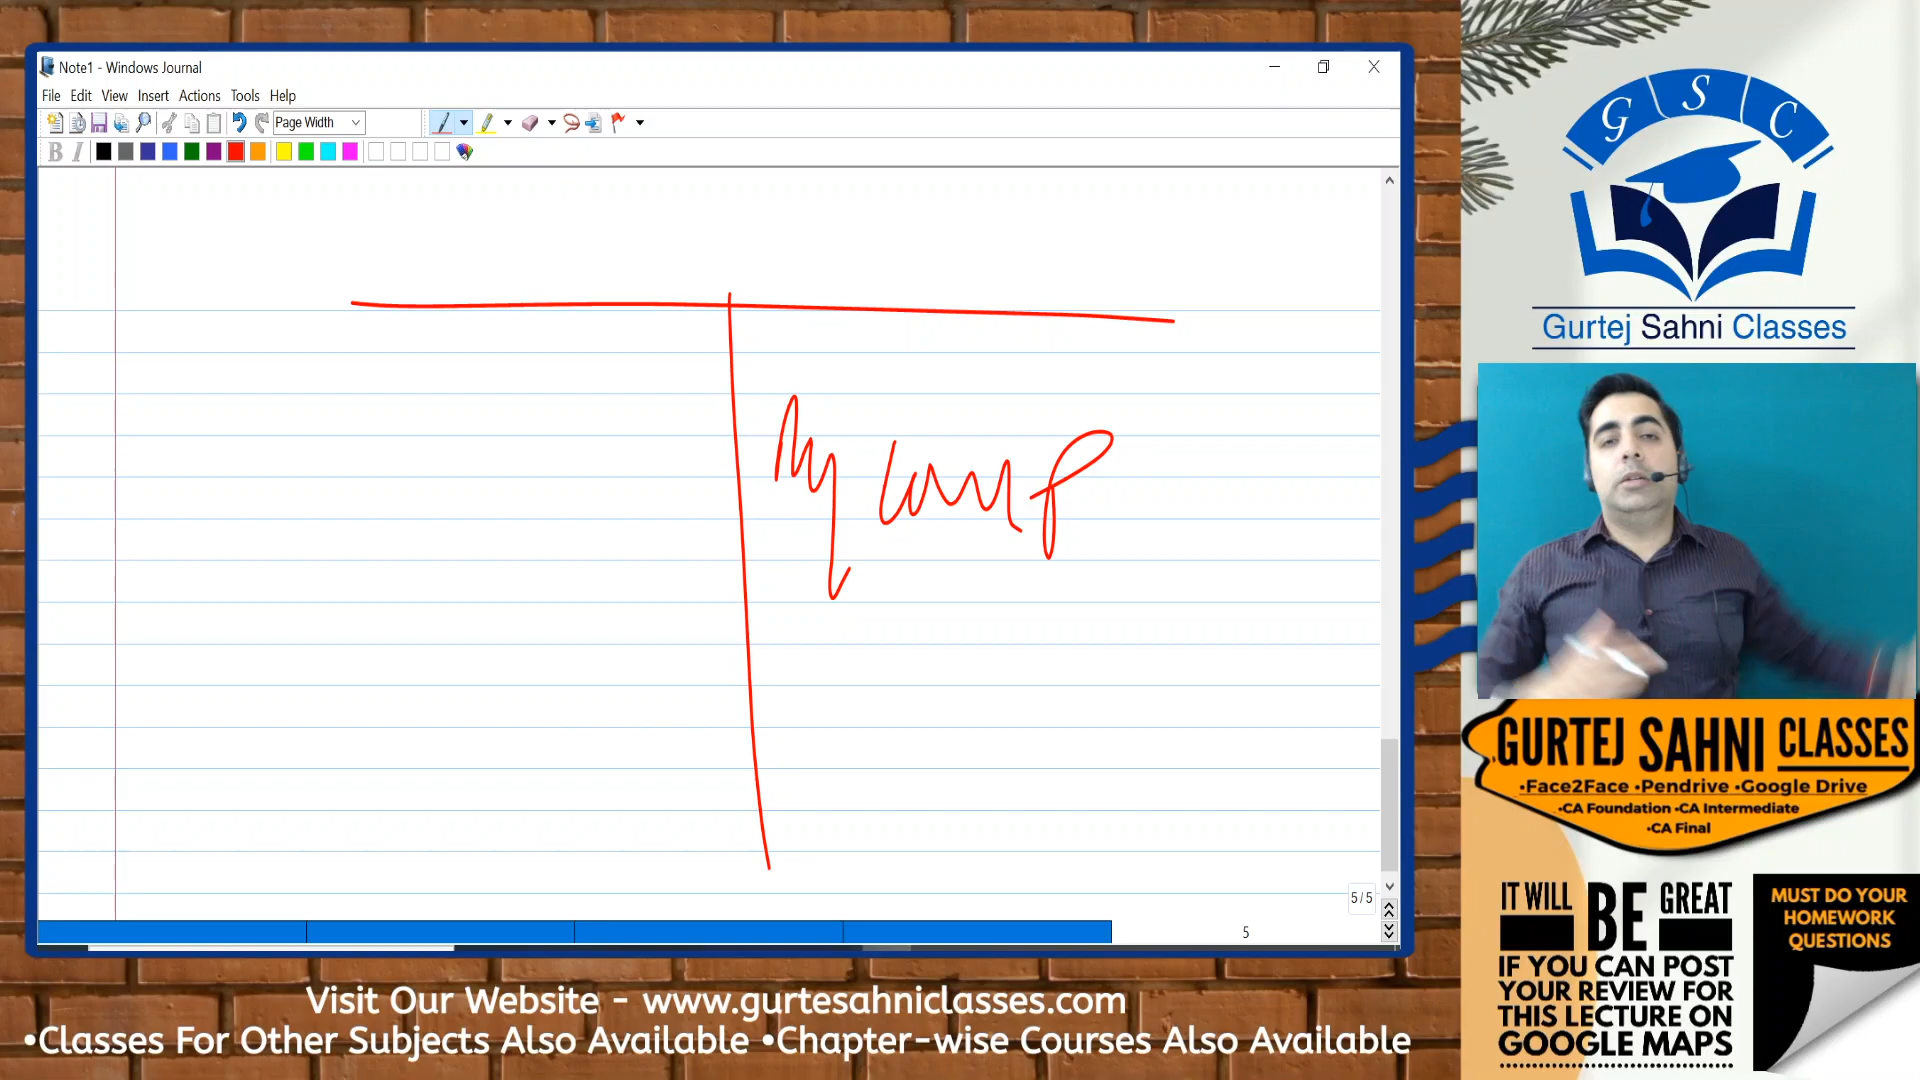 Note1 - Windows Journal
File Edit View Insert Actions Tools Help
Page Width
B I
My comp
5 / 5
5
G S C
Gurtej Sahni Classes
GURTEJ SAHNI CLASSES
•Face2Face •Pendrive •Google Drive
•CA Foundation •CA Intermediate
•CA Final
IT WILL BE GREAT
IF YOU CAN POST
YOUR REVIEW FOR
THIS LECTURE ON
GOOGLE MAPS
MUST DO YOUR
HOMEWORK
QUESTIONS
Visit Our Website - www.gurtesahniclasses.com
•Classes For Other Subjects Also Available •Chapter-wise Courses Also Available